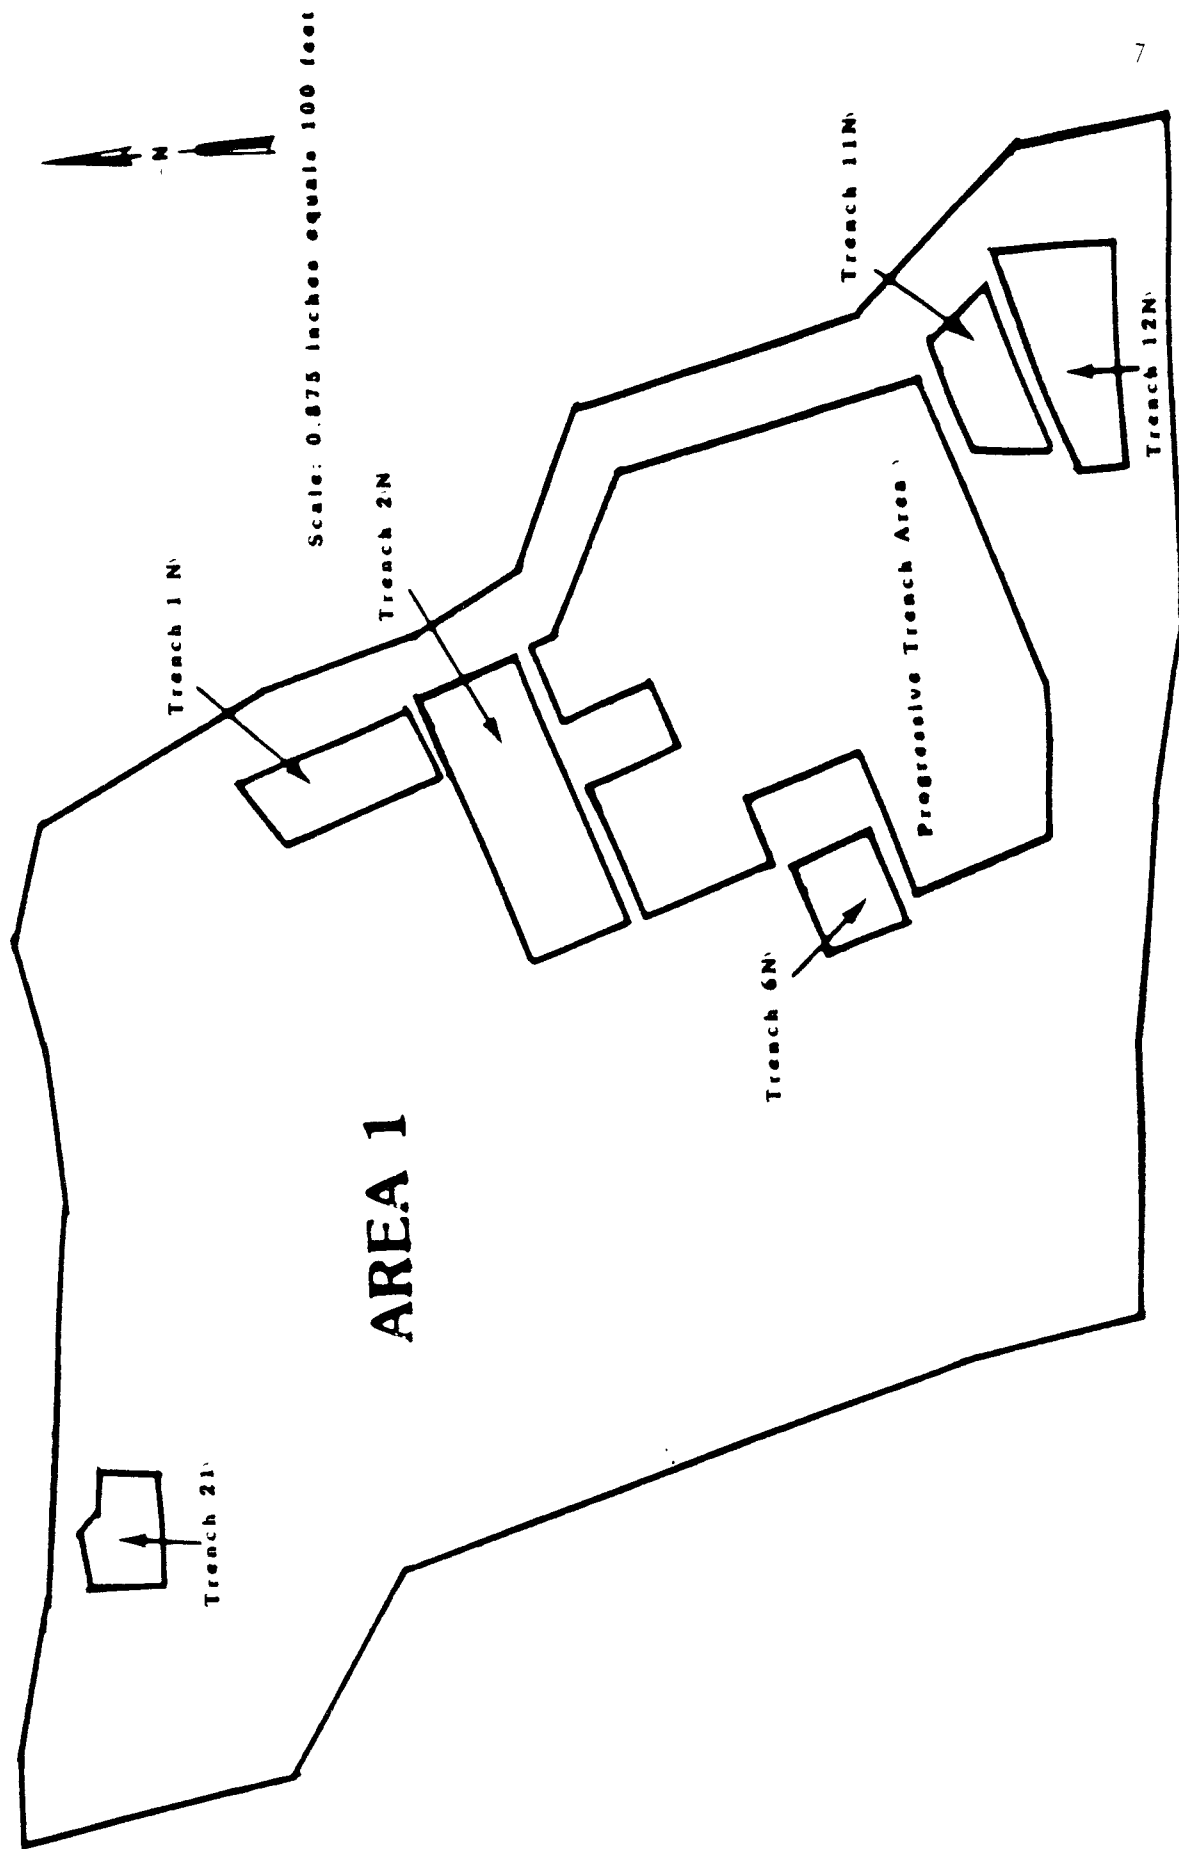 7
N
Scale: 0.875 inches equals 100 feet
Trench 1 N
Trench 2 N
Trench 11N
Trench 12N
Progressive Trench Area
Trench 6N
AREA 1
Trench 21